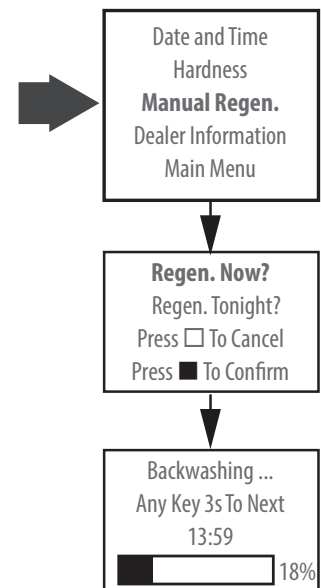 Date and Time
Hardness
Manual Regen.
Dealer Information
Main Menu
Regen. Now?
Regen. Tonight?
Press □ To Cancel
Press ■ To Confirm
Backwashing ...
Any Key 3s To Next
13:59
18%